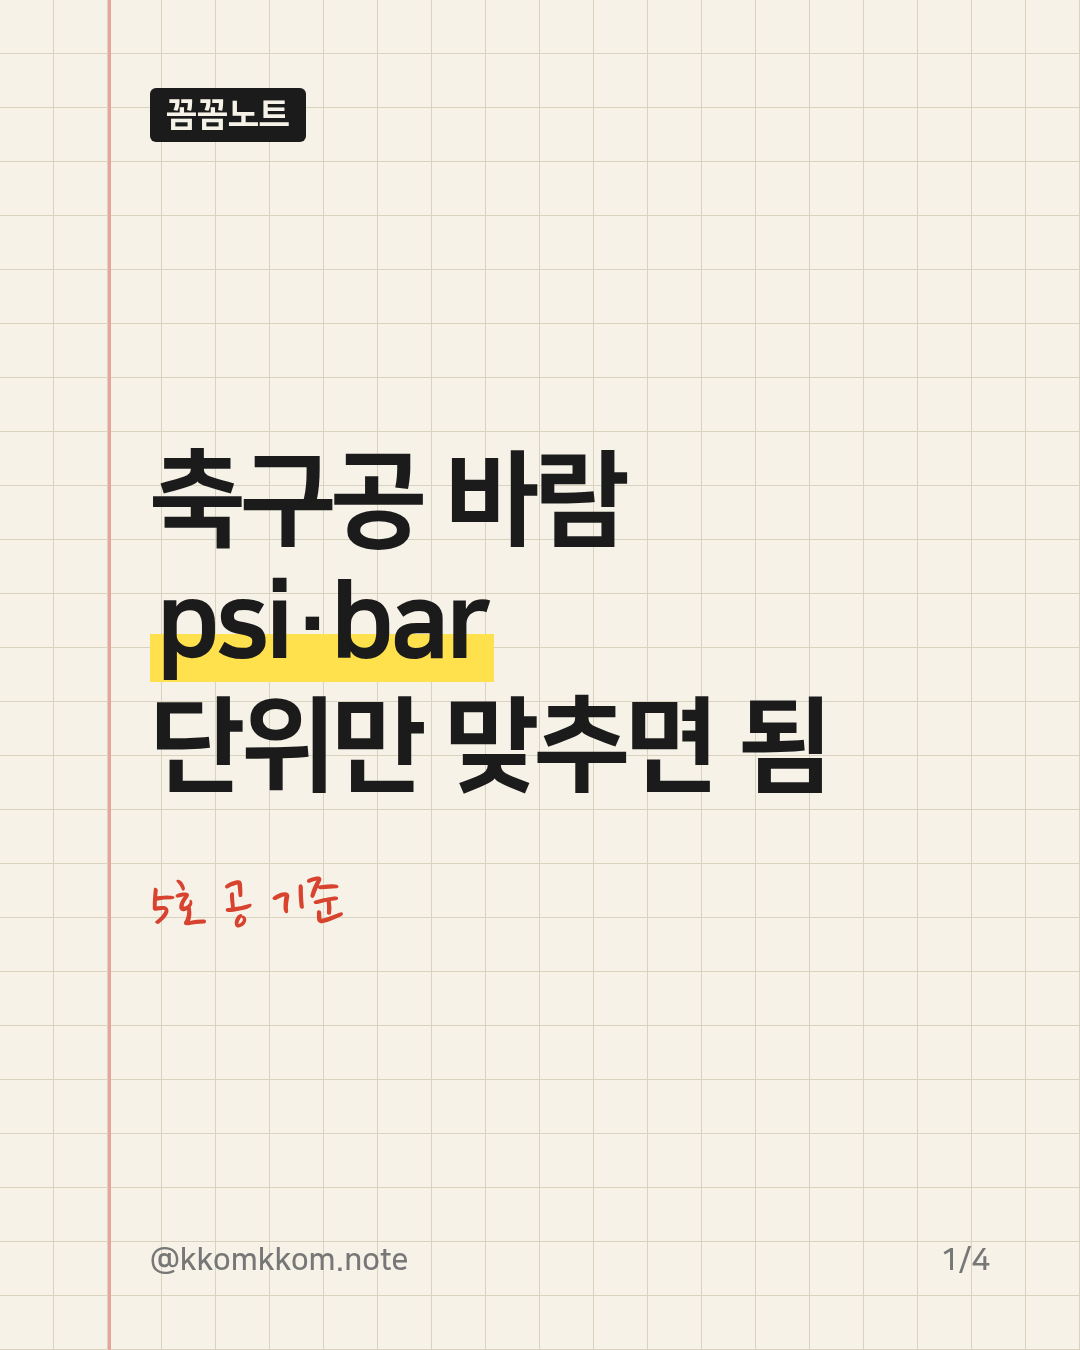 꼼꼼노트
축구공 바람
psi·bar
단위만 맞추면 됨
5호 공 기준
@kkomkkom.note
1/4